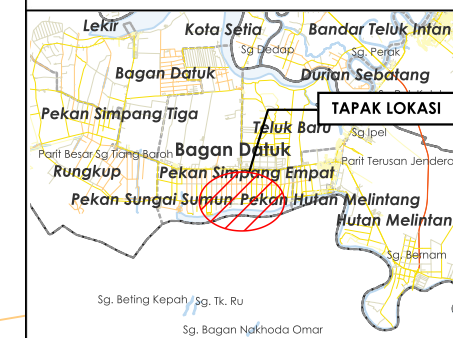 Lekir
Kota Setia
Bandar Teluk Intan
Sg Dedap
Sg. Perak
Bagan Datuk
Durian Sebatang
TAPAK LOKASI
Pekan Simpang Tiga
Teluk Baru
Sg Ipel
Bagan Datuk
Parit Besar Sg Tiang Baroh
Parit Terusan Jendera
Rungkup
Pekan Simpang Empat
Pekan Sungai Sumun
Pekan Hutan Melintang
Hutan Melintan
Sg. Bernam
Sg. Beting Kepah
Sg. Tk. Ru
Sg. Bagan Nakhoda Omar